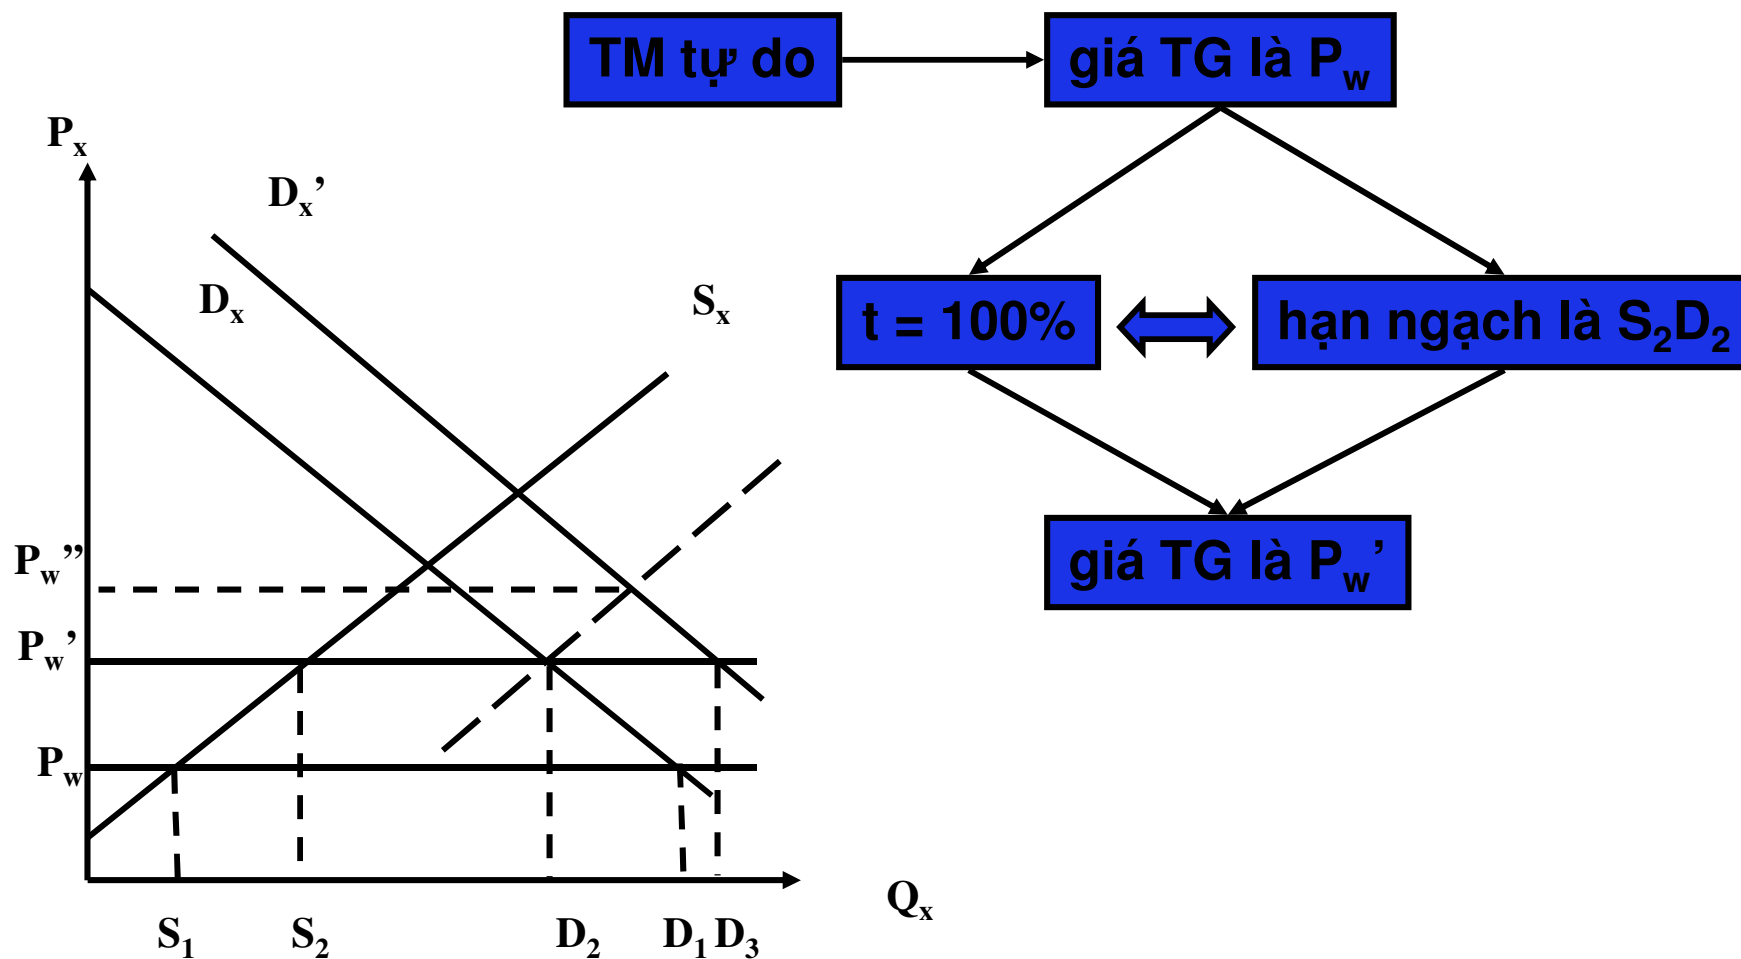 TM tự do
giá TG là Pw
Px
Dx’
Dx
Sx
t = 100%
hạn ngạch là S2D2
Pw’’
giá TG là Pw’
Pw’
Pw
Qx
S1 S2 D2 D1 D3